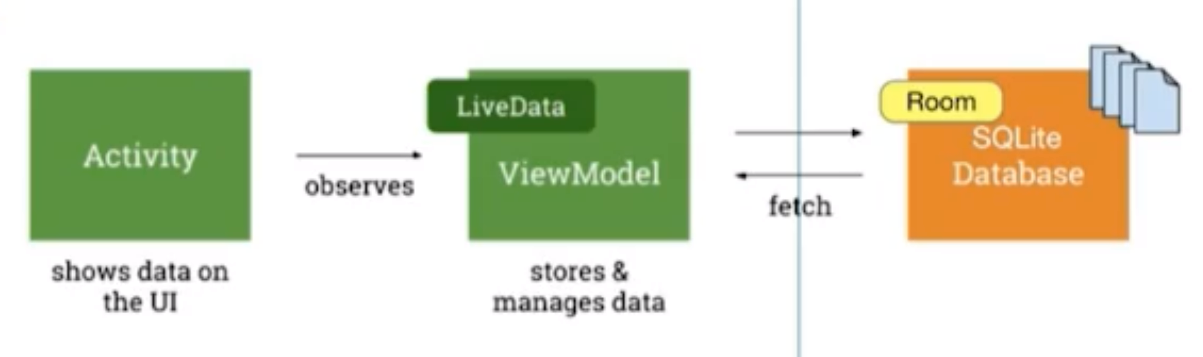 Activity
observes
LiveData
ViewModel
fetch
Room
SQLite
Database
shows data on
the UI
stores &
manages data